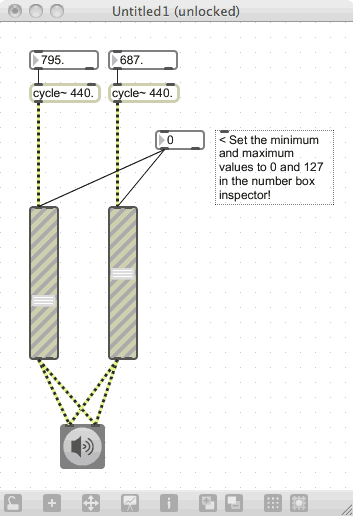 Untitled1 (unlocked)
795. 687.
cycle~ 440. cycle~ 440.
0
< Set the minimum
and maximum
values to 0 and 127
in the number box
inspector!